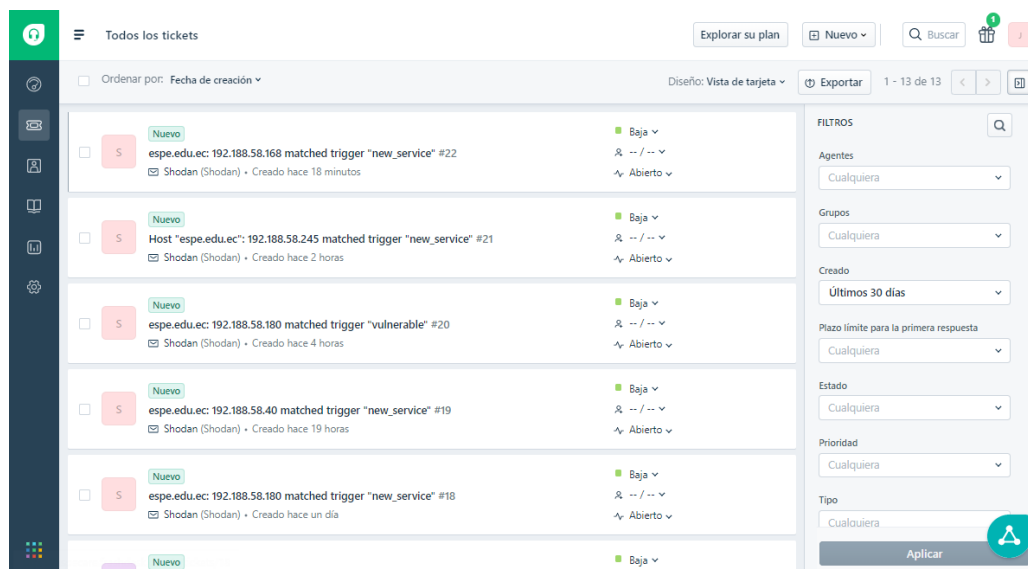 Todos los tickets
Explorar su plan
Nuevo
Buscar
1
J
Ordenar por: Fecha de creación
Diseño: Vista de tarjeta
Exportar
1 - 13 de 13
Nuevo
S
espe.edu.ec: 192.188.58.168 matched trigger "new_service" #22
Shodan (Shodan) • Creado hace 18 minutos
Baja
-- / --
Abierto
Nuevo
S
Host "espe.edu.ec": 192.188.58.245 matched trigger "new_service" #21
Shodan (Shodan) • Creado hace 2 horas
Baja
-- / --
Abierto
Nuevo
S
espe.edu.ec: 192.188.58.180 matched trigger "vulnerable" #20
Shodan (Shodan) • Creado hace 4 horas
Baja
-- / --
Abierto
Nuevo
S
espe.edu.ec: 192.188.58.40 matched trigger "new_service" #19
Shodan (Shodan) • Creado hace 19 horas
Baja
-- / --
Abierto
Nuevo
S
espe.edu.ec: 192.188.58.180 matched trigger "new_service" #18
Shodan (Shodan) • Creado hace un día
Baja
-- / --
Abierto
Nuevo
Baja
FILTROS
Agentes
Cualquiera
Grupos
Cualquiera
Creado
Últimos 30 días
Plazo límite para la primera respuesta
Cualquiera
Estado
Cualquiera
Prioridad
Cualquiera
Tipo
Cualquiera
Aplicar